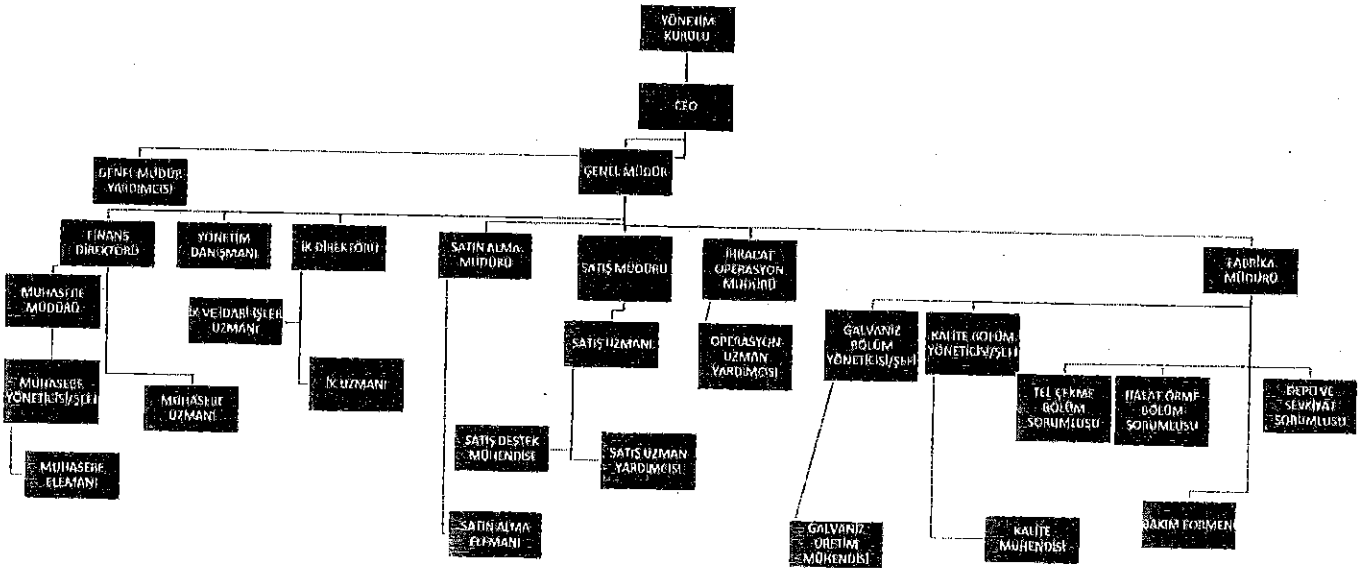 YÖNETİM
KURULU
CEO
GENEL MÜDÜR
YARDIMCISI
GENEL MÜDÜR
FİNANS
DİREKTÖRÜ
YÖNETİM
DANIŞMANI
İK DİREKTÖRÜ
SATIN ALMA
MÜDÜRÜ
SATIŞ MÜDÜRÜ
İHRACAT
OPERASYON
MÜDÜRÜ
FABRİKA
MÜDÜRÜ
MUHASEBE
MÜDÜRÜ
İK VE İDARİ İŞLER
UZMANI
SATIŞ UZMANI
OPERASYON
UZMAN
YARDIMCISI
GALVANİZ
BÖLÜM
YÖNETİCİSİ/ŞEFİ
KALİTE BÖLÜM
YÖNETİCİSİ/ŞEFİ
MUHASEBE
YÖNETİCİSİ/ŞEFİ
MUHASEBE
UZMANI
İK UZMANI
TEL ÇEKME
BÖLÜM
SORUMLUSU
HALAT ÖRME
BÖLÜM
SORUMLUSU
DEPO VE
SEVKİYAT
SORUMLUSU
MUHASEBE
ELEMANI
SATIŞ DESTEK
MÜHENDİSİ
SATIŞ UZMAN
YARDIMCISI
SATIN ALMA
ELEMANI
GALVANİZ
ÜRETİM
MÜHENDİSİ
KALİTE
MÜHENDİSİ
BAKIM FORMENİ